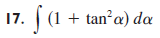 17. ∫ (1 + tan²α) dα